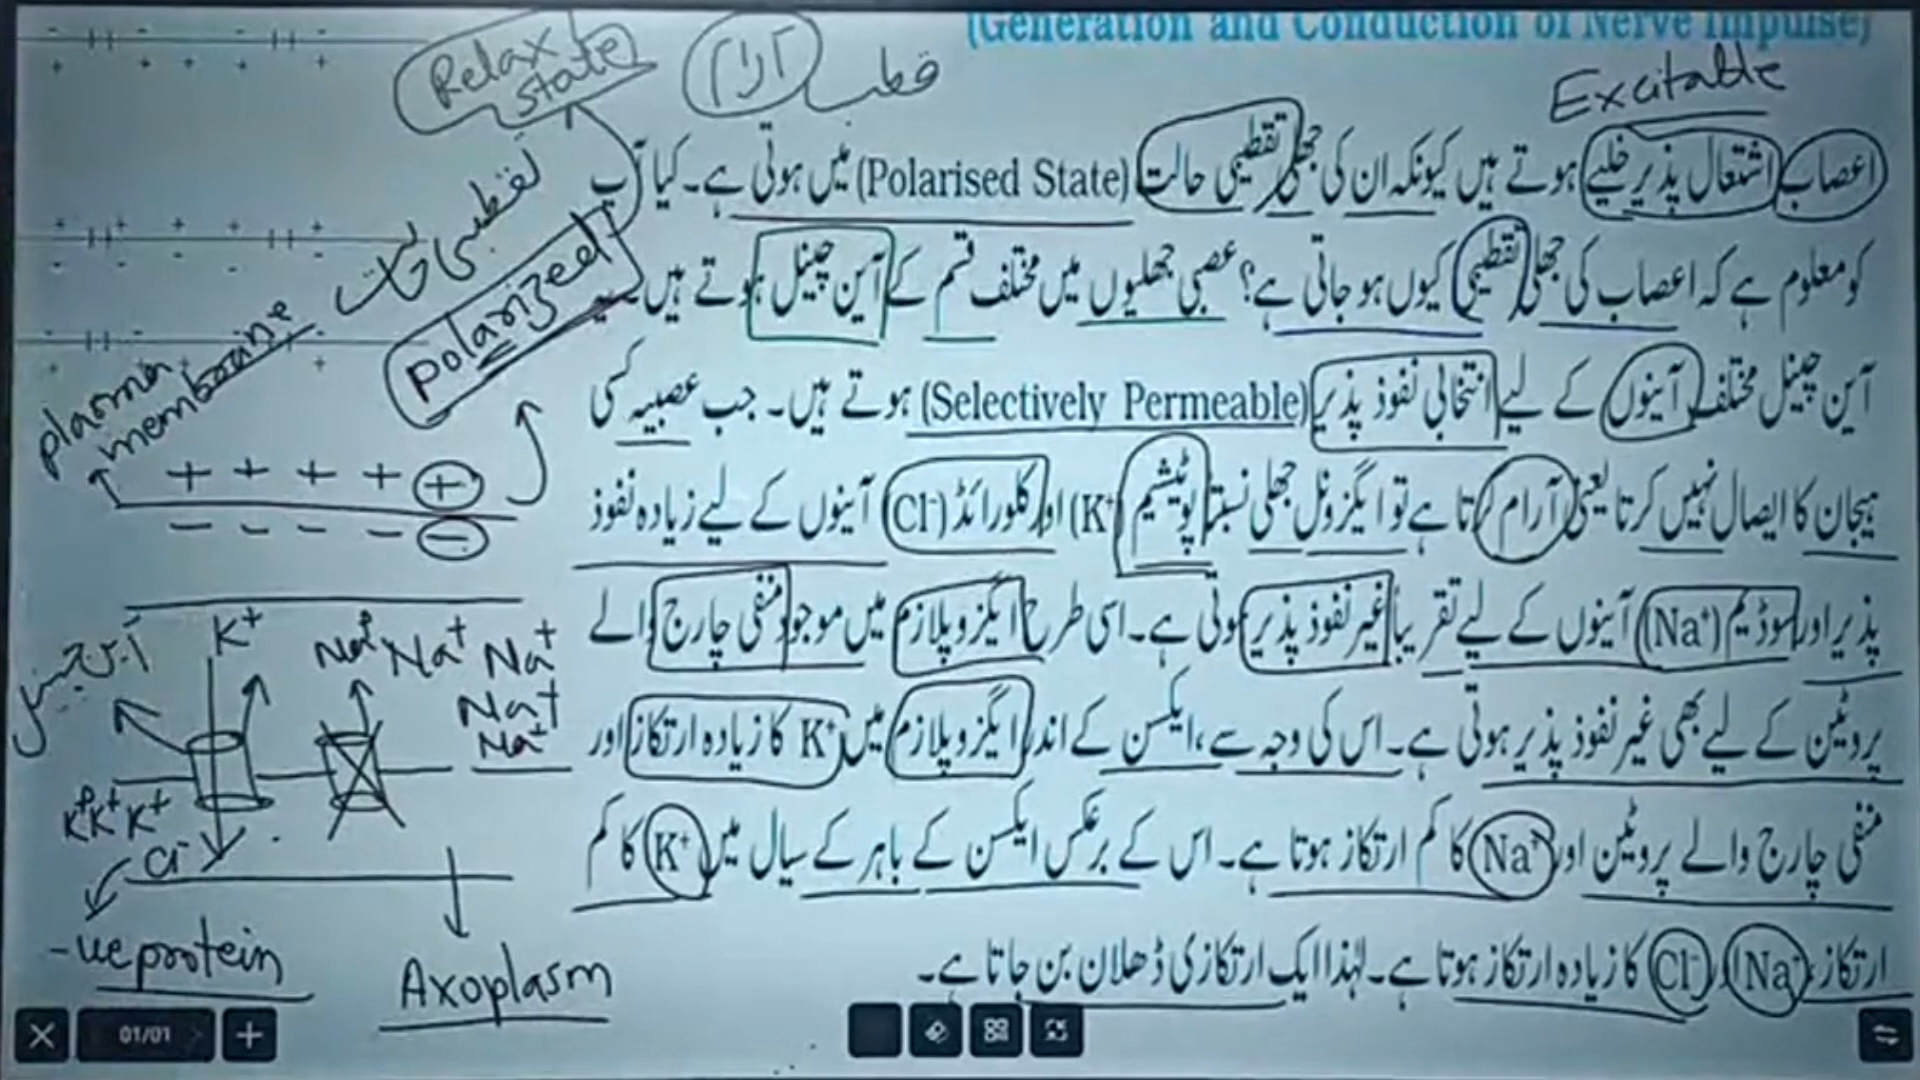 (Generation and Conduction of Nerve Impulse)
Relax state
آرام
قطب
Excitable
اعصاب اشتعال پذیر خلیے ہوتے ہیں کیونکہ ان کی جھلی تقطیبی حالت (Polarised State) میں ہوتی ہے۔ کیا آپ
کو معلوم ہے کہ اعصاب کی جھلی تقطیبی کیوں ہو جاتی ہے؟ عصبی جھلیوں میں مختلف قسم کے آین چینل ہوتے ہیں۔ یہ
آین چینل مختلف آینوں کے لیے انتخابی نفوذ پذیر (Selectively Permeable) ہوتے ہیں۔ جب عصبیہ کسی
ہیجان کا ایصال نہیں کرتا یعنی آرام کرتا ہے تو ایگزونل جھلی نسبتاً پوٹیشیم (K⁺) اور کلورائڈ (Cl⁻) آینوں کے لیے زیادہ نفوذ
پذیر اور سوڈیم (Na⁺) آینوں کے لیے تقریباً غیر نفوذ پذیر ہوتی ہے۔ اسی طرح ایگزوپلازم میں موجود منفی چارج والے
پروٹین کے لیے بھی غیر نفوذ پذیر ہوتی ہے۔ اس کی وجہ سے، ایکسن کے اندر ایگزوپلازم میں K⁺ کا زیادہ ارتکاز اور
منفی چارج والے پروٹین اور Na⁺ کا کم ارتکاز ہوتا ہے۔ اس کے برعکس ایکسن کے باہر کے سیال میں K⁺ کا کم
ارتکاز، Na⁺ اور Cl⁻ کا زیادہ ارتکاز ہوتا ہے۔ لہٰذا ایک ارتکازی ڈھلان بن جاتا ہے۔
تقطیبی حالت
polarized
plasma membrane
+ + + + +
− − − − −
آین چینل
K⁺
Na⁺ Na⁺ Na⁺
Na⁺
Na⁺
K⁺K⁺K⁺
Cl⁻
-ve protein
Axoplasm
01/01